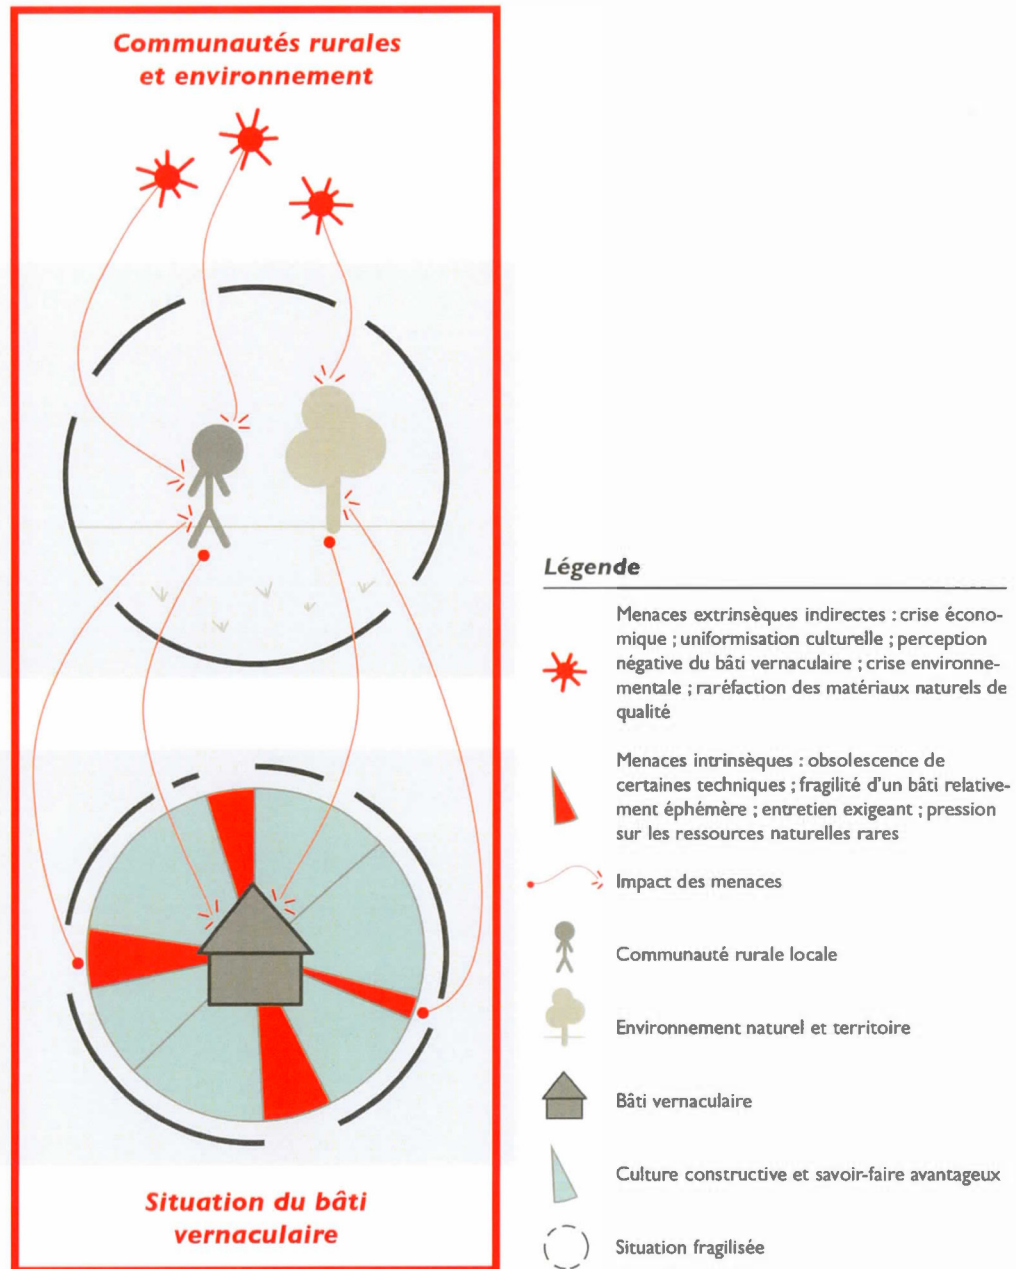 Communautés rurales
et environnement
Situation du bâti
vernaculaire
Légende
Menaces extrinsèques indirectes : crise écono-
mique ; uniformisation culturelle ; perception
négative du bâti vernaculaire ; crise environne-
mentale ; raréfaction des matériaux naturels de
qualité
Menaces intrinsèques : obsolescence de
certaines techniques ; fragilité d'un bâti relative-
ment éphémère ; entretien exigeant ; pression
sur les ressources naturelles rares
Impact des menaces
Communauté rurale locale
Environnement naturel et territoire
Bâti vernaculaire
Culture constructive et savoir-faire avantageux
Situation fragilisée